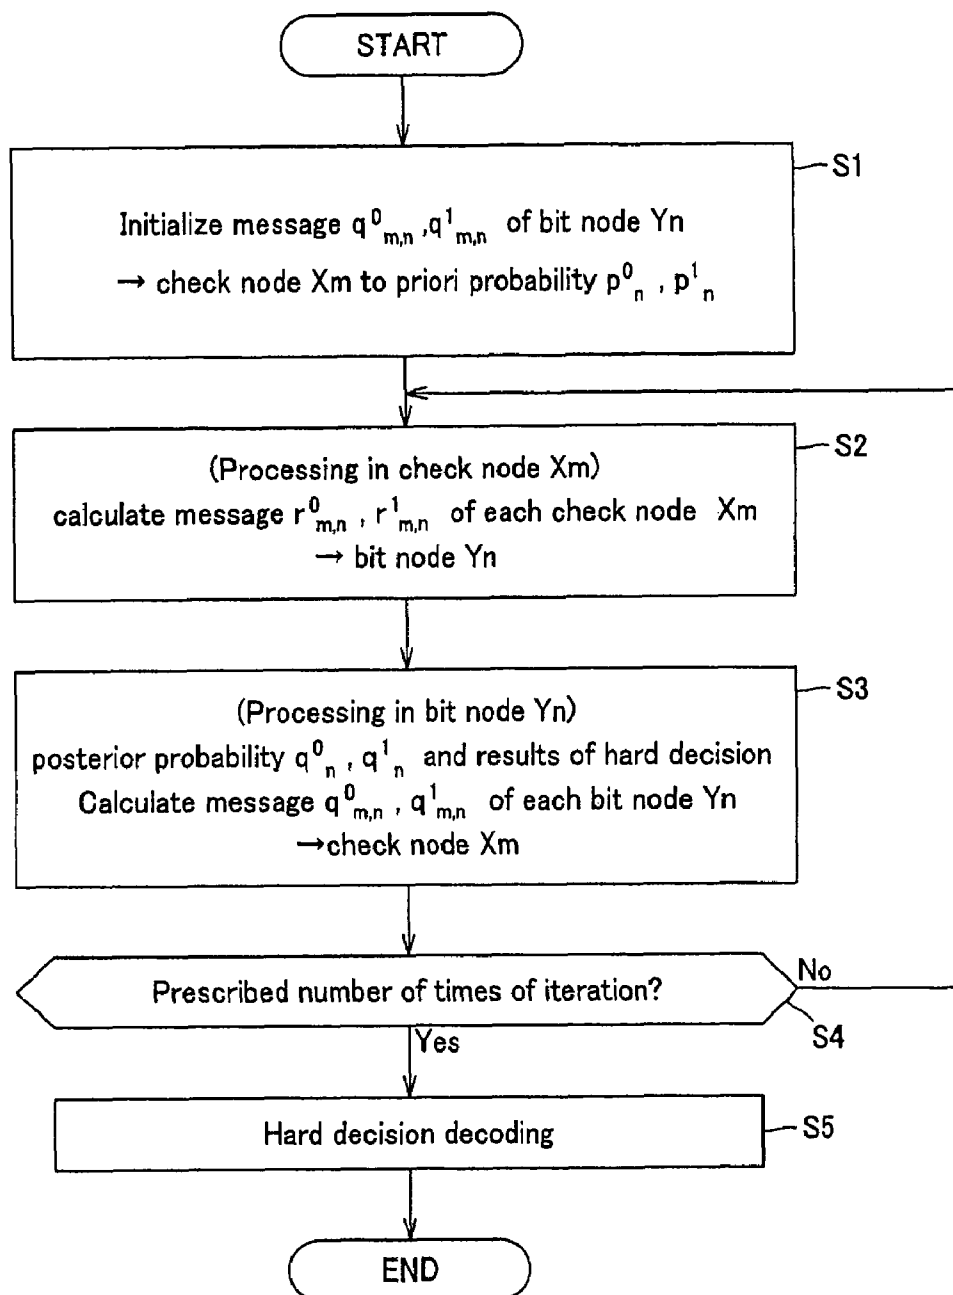 START
S1
Initialize message q⁰m,n ,q¹m,n of bit node Yn
→ check node Xm to priori probability p⁰n , p¹n
S2
(Processing in check node Xm)
calculate message r⁰m,n , r¹m,n of each check node Xm
→ bit node Yn
S3
(Processing in bit node Yn)
posterior probability q⁰n , q¹n and results of hard decision
Calculate message q⁰m,n , q¹m,n of each bit node Yn
→check node Xm
No
Prescribed number of times of iteration?
S4
Yes
Hard decision decoding
S5
END